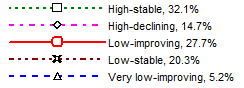 High-stable, 32.1%
High-declining, 14.7%
Low-improving, 27.7%
Low-stable, 20.3%
Very low-improving, 5.2%